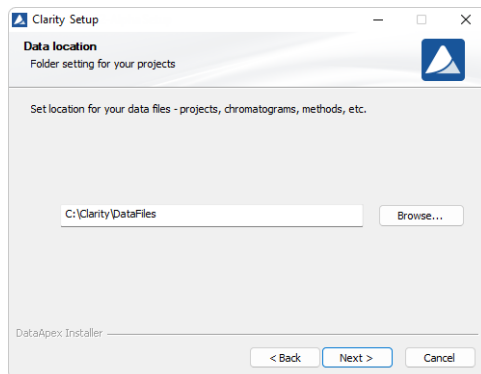 Clarity Setup
Data location
Folder setting for your projects
Set location for your data files - projects, chromatograms, methods, etc.
C:\Clarity\DataFiles
Browse...
DataApex Installer
< Back
Next >
Cancel